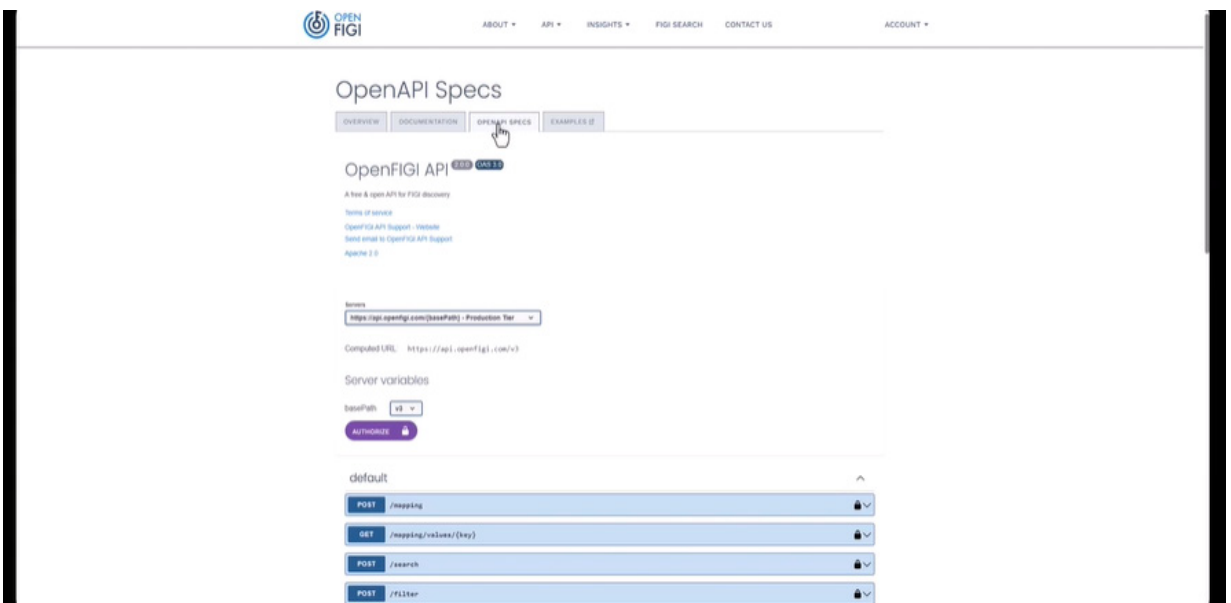 OPEN FIGI
ABOUT API INSIGHTS FIGI SEARCH CONTACT US ACCOUNT
OpenAPI Specs
OVERVIEW DOCUMENTATION OPENAPI SPECS EXAMPLES
OpenFIGI API OAS 3.0
A free & open API for FIGI discovery
Terms of service
OpenFIGI API Support - Website
Send email to OpenFIGI API Support
Apache 2.0
Servers
https://api.openfigi.com/{basePath} - Production Tier
Computed URL: https://api.openfigi.com/v3
Server variables
basePath v3
AUTHORIZE
default
POST /mapping
GET /mapping/values/{key}
POST /search
POST /filter